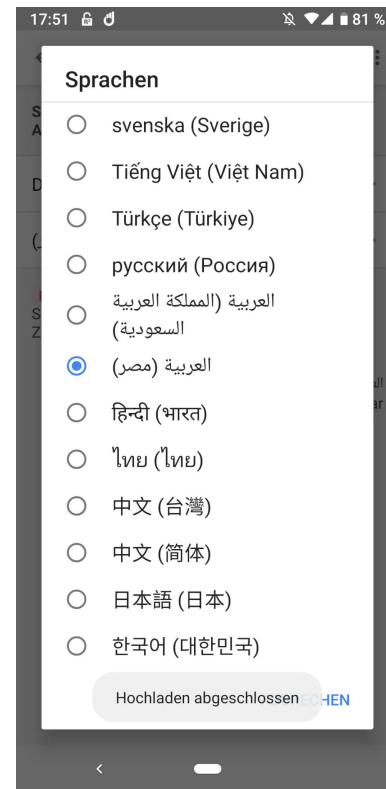 17:51
81 %
Sprachen
svenska (Sverige)
Tiếng Việt (Việt Nam)
Türkçe (Türkiye)
русский (Россия)
العربية (المملكة العربية
السعودية)
العربية (مصر)
हिन्दी (भारत)
ไทย (ไทย)
中文 (台灣)
中文 (简体)
日本語 (日本)
한국어 (대한민국)
Hochladen abgeschlossen